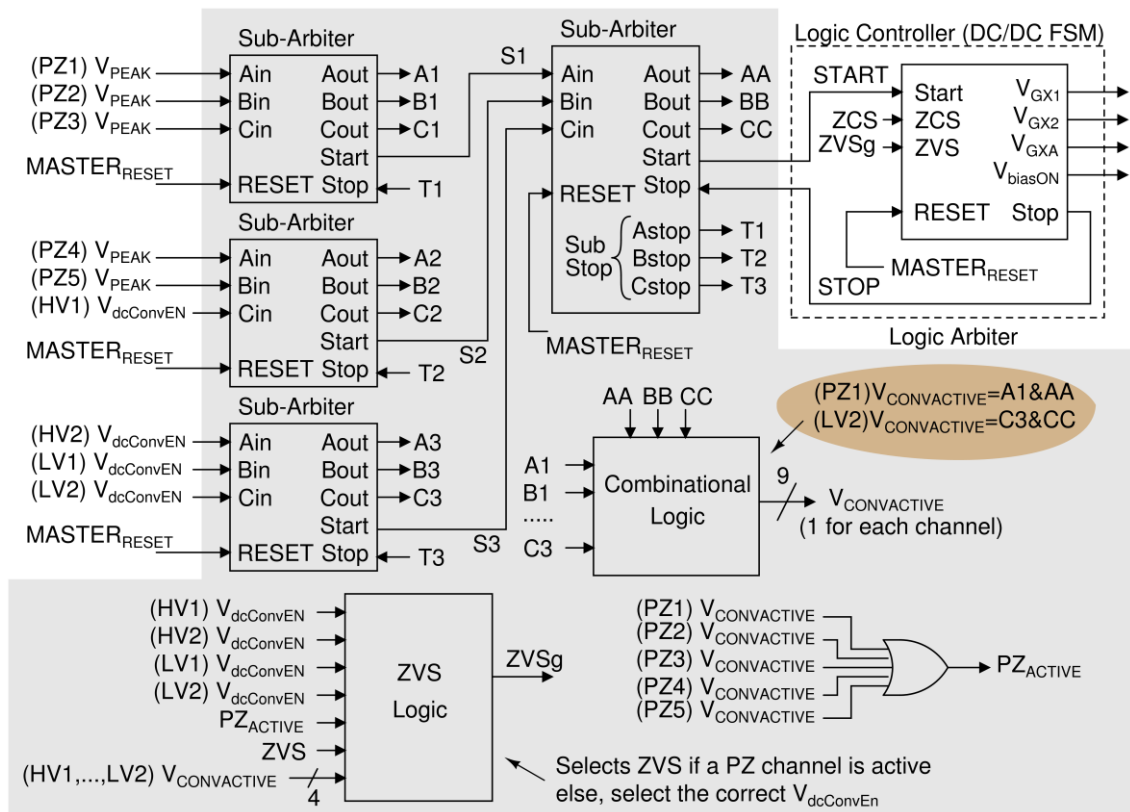 Sub-Arbiter
(PZ1) VPEAK
(PZ2) VPEAK
(PZ3) VPEAK
MASTERRESET
Ain
Bin
Cin
RESET
Aout
Bout
Cout
Start
Stop
A1
B1
C1
T1
S1
Sub-Arbiter
(PZ4) VPEAK
(PZ5) VPEAK
(HV1) VdcConvEN
MASTERRESET
Ain
Bin
Cin
RESET
Aout
Bout
Cout
Start
Stop
A2
B2
C2
T2
S2
Sub-Arbiter
(HV2) VdcConvEN
(LV1) VdcConvEN
(LV2) VdcConvEN
MASTERRESET
Ain
Bin
Cin
RESET
Aout
Bout
Cout
Start
Stop
A3
B3
C3
T3
S3
Sub-Arbiter
Ain
Bin
Cin
RESET
Aout
Bout
Cout
Start
Stop
Sub
Stop
Astop
Bstop
Cstop
AA
BB
CC
T1
T2
T3
MASTERRESET
Logic Controller (DC/DC FSM)
START
ZCS
ZVSg
Start
ZCS
ZVS
RESET
VGX1
VGX2
VGXA
VbiasON
Stop
MASTERRESET
STOP
Logic Arbiter
(PZ1)VCONVACTIVE=A1&AA
(LV2)VCONVACTIVE=C3&CC
AA BB CC
A1
B1
.....
C3
Combinational
Logic
9
VCONVACTIVE
(1 for each channel)
(HV1) VdcConvEN
(HV2) VdcConvEN
(LV1) VdcConvEN
(LV2) VdcConvEN
PZACTIVE
ZVS
(HV1,...,LV2) VCONVACTIVE
4
ZVS
Logic
ZVSg
(PZ1) VCONVACTIVE
(PZ2) VCONVACTIVE
(PZ3) VCONVACTIVE
(PZ4) VCONVACTIVE
(PZ5) VCONVACTIVE
PZACTIVE
Selects ZVS if a PZ channel is active
else, select the correct VdcConvEn